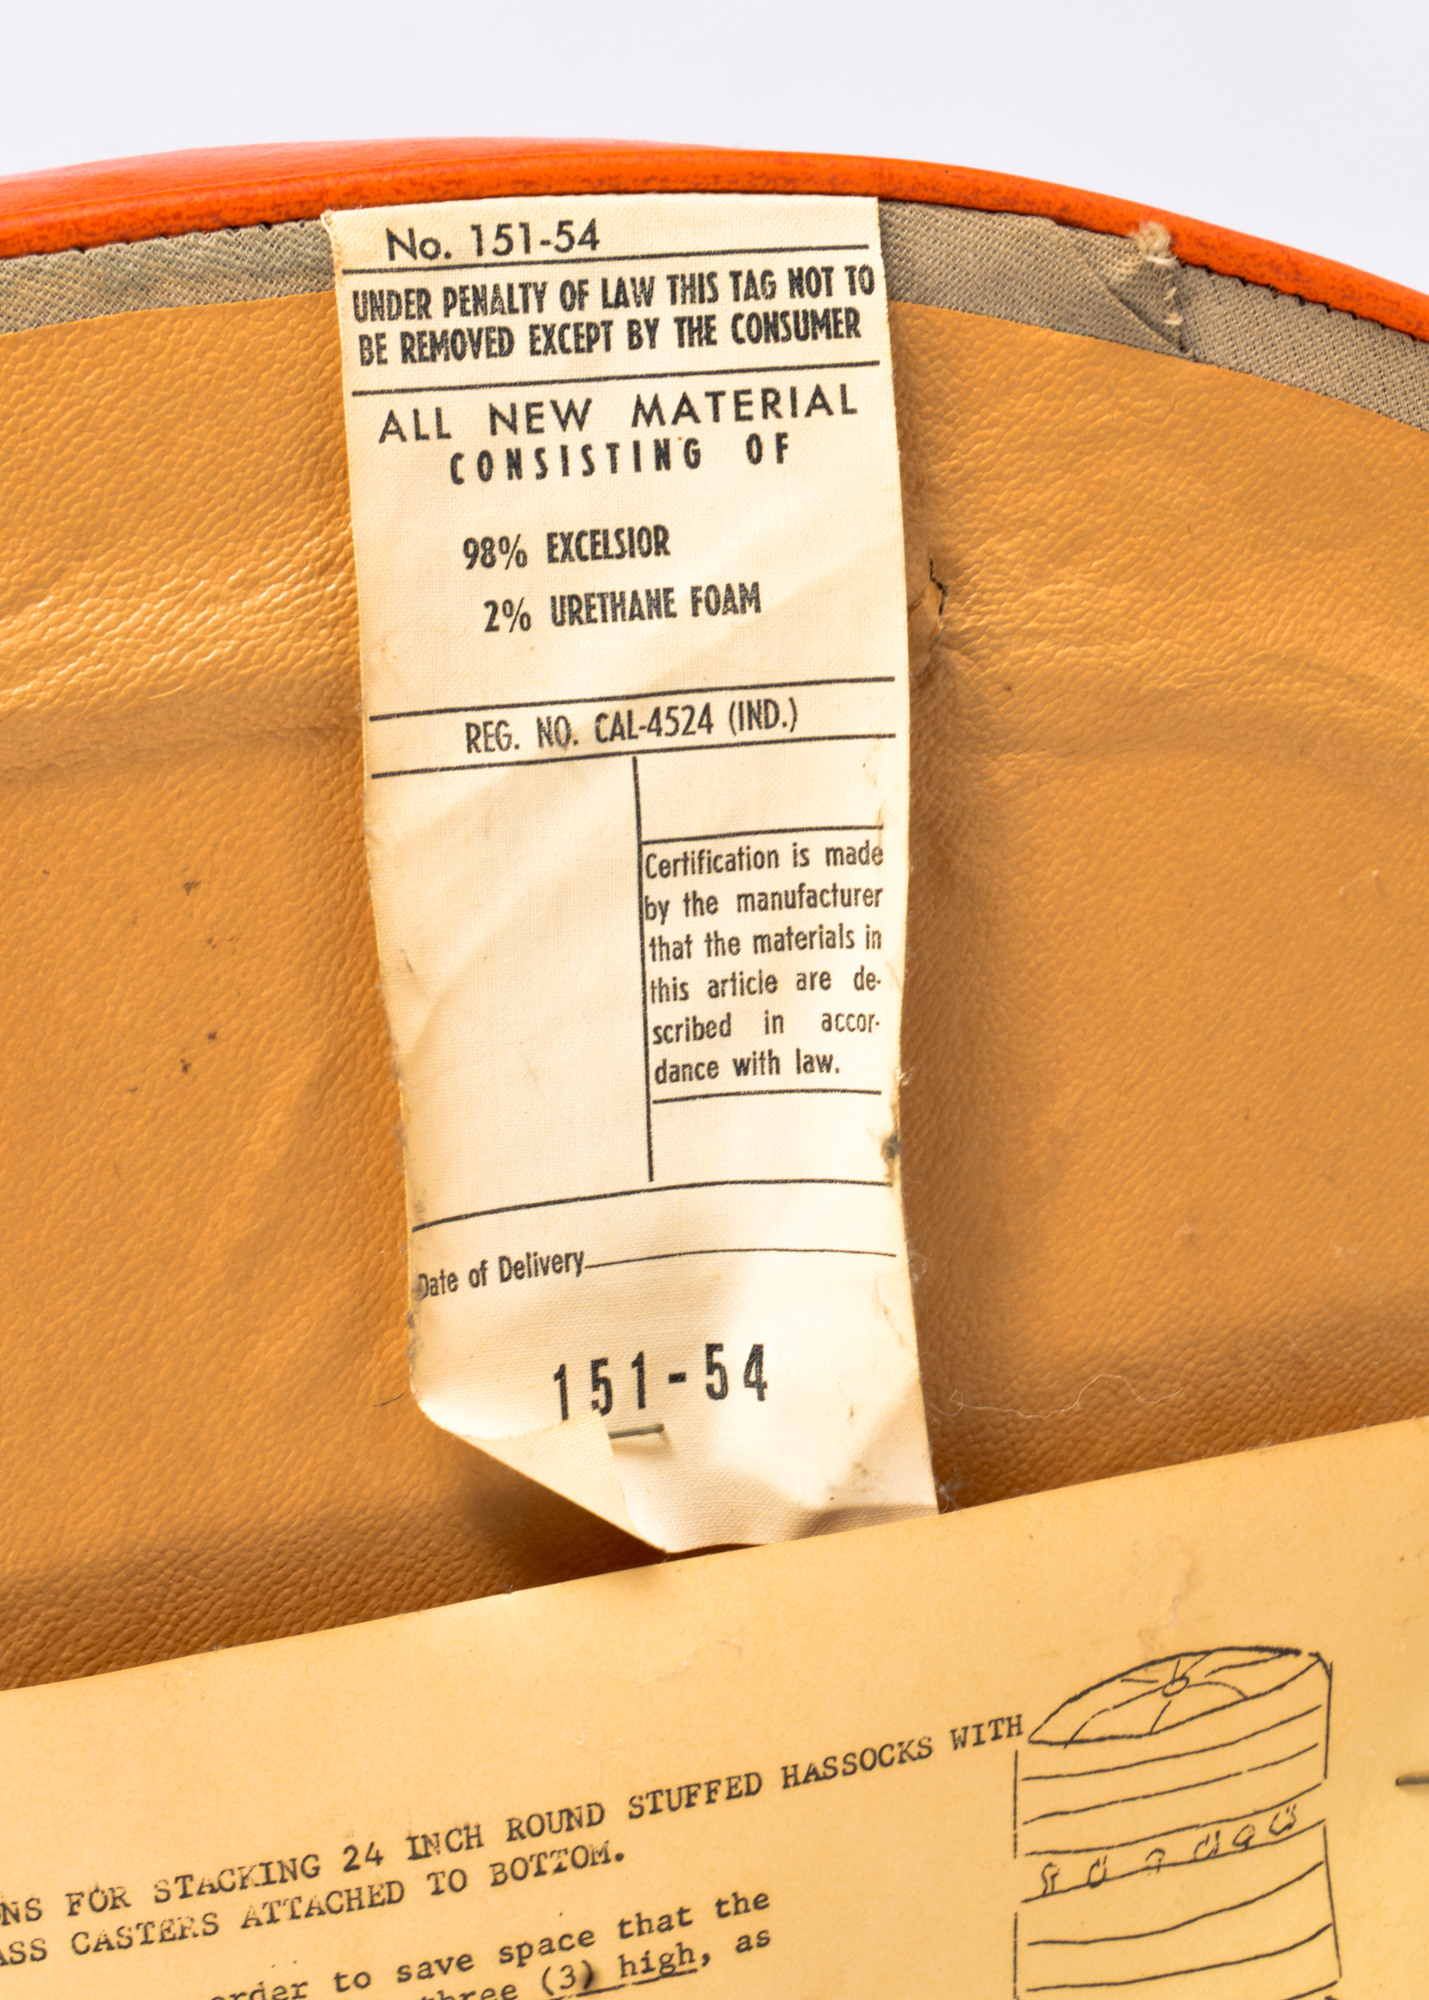 No. 151-54
UNDER PENALTY OF LAW THIS TAG NOT TO
BE REMOVED EXCEPT BY THE CONSUMER
ALL NEW MATERIAL
CONSISTING OF
98% EXCELSIOR
2% URETHANE FOAM
REG. NO. CAL-4524 (IND.)
Certification is made
by the manufacturer
that the materials in
this article are de-
scribed in accor-
dance with law.
Date of Delivery
151-54
FOR STACKING 24 INCH ROUND STUFFED HASSOCKS WITH
CASTERS ATTACHED TO BOTTOM.
order to save space that the
three (3) high, as